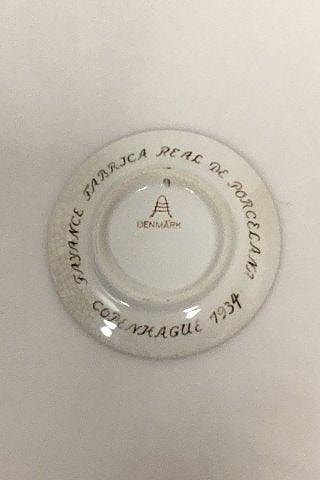 FAYANCE FABRICA REAL DE PORCELANA
COPENHAGUE 1934
DENMARK